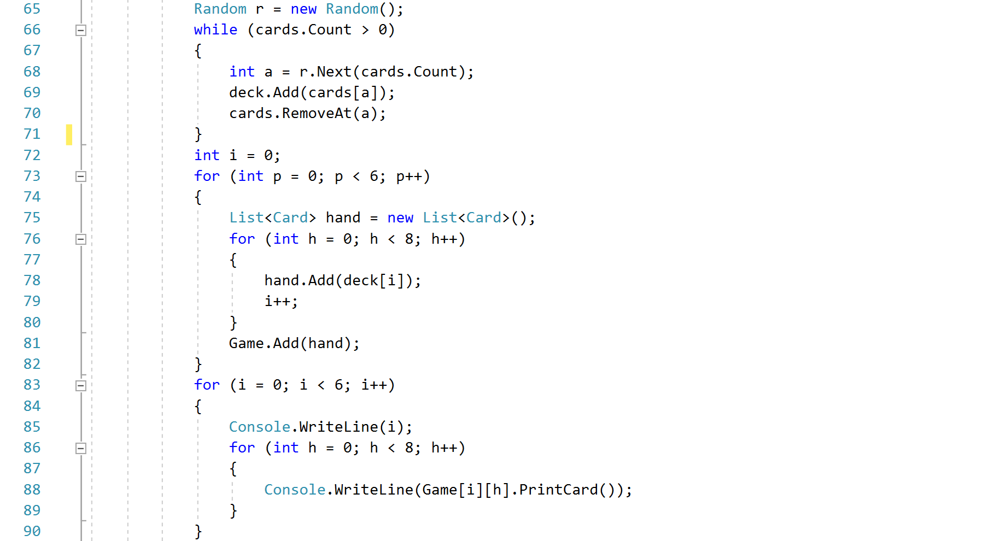 65 Random r = new Random();
66 while (cards.Count > 0)
67 {
68 int a = r.Next(cards.Count);
69 deck.Add(cards[a]);
70 cards.RemoveAt(a);
71 }
72 int i = 0;
73 for (int p = 0; p < 6; p++)
74 {
75 List<Card> hand = new List<Card>();
76 for (int h = 0; h < 8; h++)
77 {
78 hand.Add(deck[i]);
79 i++;
80 }
81 Game.Add(hand);
82 }
83 for (i = 0; i < 6; i++)
84 {
85 Console.WriteLine(i);
86 for (int h = 0; h < 8; h++)
87 {
88 Console.WriteLine(Game[i][h].PrintCard());
89 }
90 }